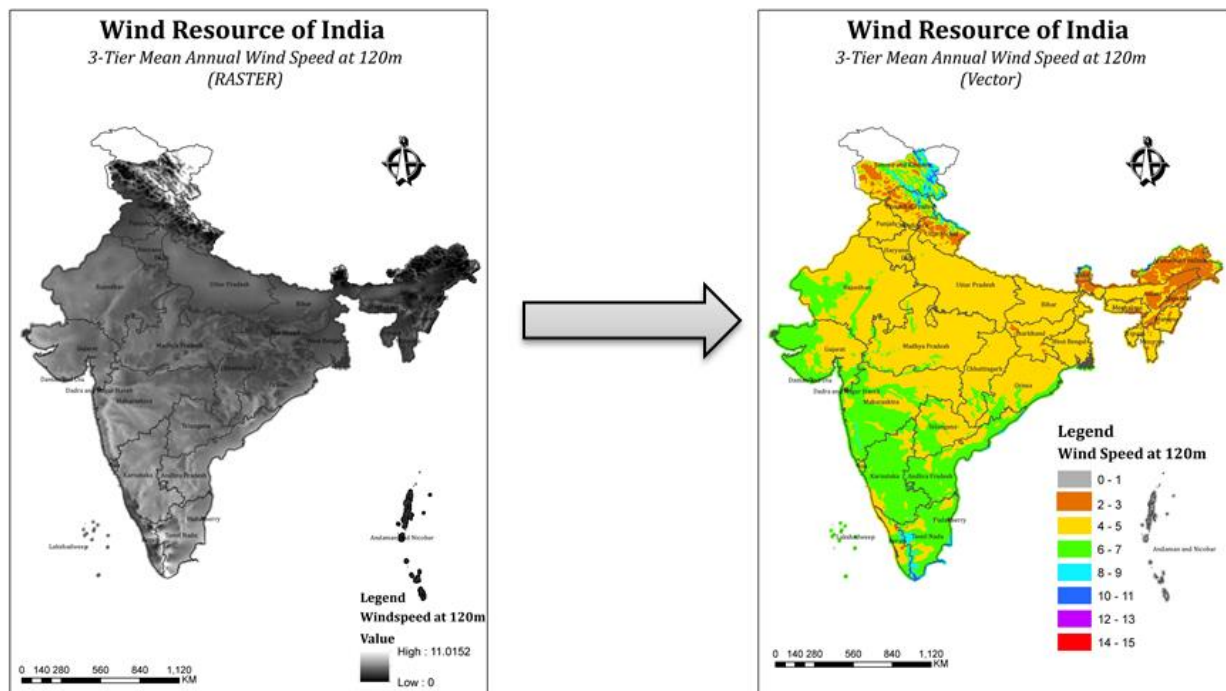 Wind Resource of India
3-Tier Mean Annual Wind Speed at 120m
(RASTER)
Rajasthan
Uttar Pradesh
Bihar
Gujarat
Madhya Pradesh
West Bengal
Chhattisgarh
Maharashtra
Telangana
Karnataka
Andhra Pradesh
Tamil Nadu
Lakshadweep
Andaman and Nicobar
Legend
Windspeed at 120m
Value
High : 11.0152
Low : 0
0 140 280 560 840 1,120
KM
Wind Resource of India
3-Tier Mean Annual Wind Speed at 120m
(Vector)
Punjab
Haryana
Rajasthan
Uttar Pradesh
Bihar
Jharkhand
West Bengal
Gujarat
Madhya Pradesh
Chhattisgarh
Orissa
Maharashtra
Telangana
Karnataka
Andhra Pradesh
Tamil Nadu
Lakshadweep
Andaman and Nicobar
Legend
Wind Speed at 120m
0 - 1
2 - 3
4 - 5
6 - 7
8 - 9
10 - 11
12 - 13
14 - 15
0 140 280 560 840 1,120
KM